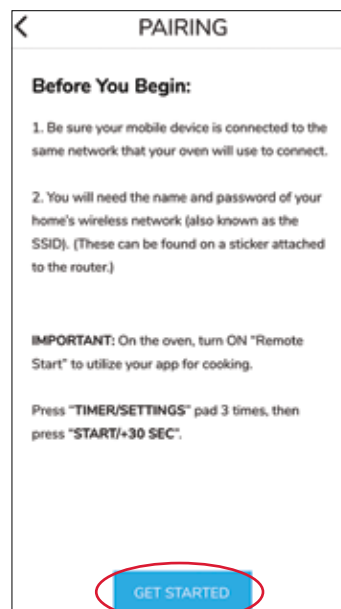 PAIRING
Before You Begin:
1. Be sure your mobile device is connected to the
same network that your oven will use to connect.
2. You will need the name and password of your
home's wireless network (also known as the
SSID). (These can be found on a sticker attached
to the router.)
IMPORTANT: On the oven, turn ON "Remote
Start" to utilize your app for cooking.
Press "TIMER/SETTINGS" pad 3 times, then
press "START/+30 SEC".
GET STARTED